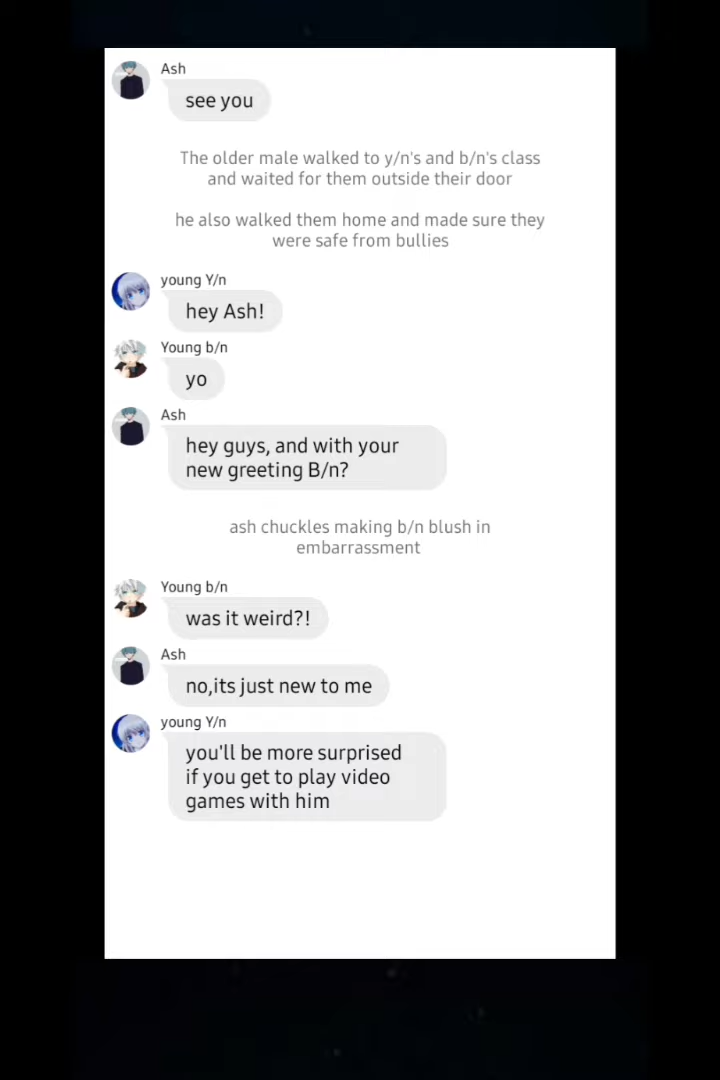 Ash
see you
The older male walked to y/n's and b/n's class
and waited for them outside their door
he also walked them home and made sure they
were safe from bullies
young Y/n
hey Ash!
Young b/n
yo
Ash
hey guys, and with your
new greeting B/n?
ash chuckles making b/n blush in
embarrassment
Young b/n
was it weird?!
Ash
no,its just new to me
young Y/n
you'll be more surprised
if you get to play video
games with him